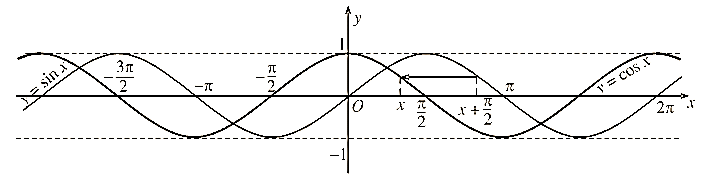 y
1
y = sin x
-3π/2
-π
-π/2
π
y = cos x
O
x
π/2
x + π/2
2π
x
-1